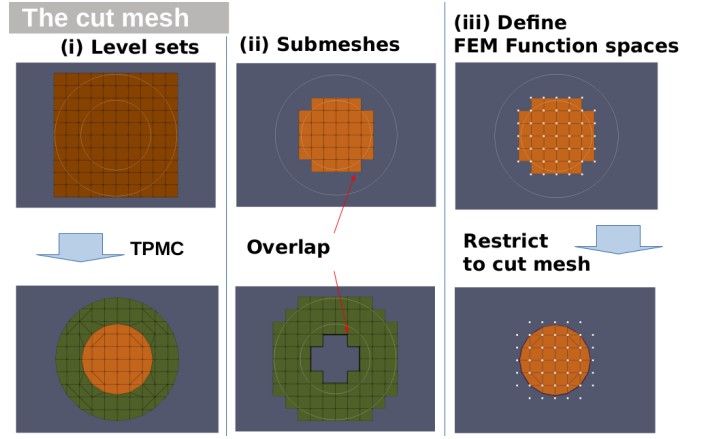 The cut mesh
(i) Level sets
(ii) Submeshes
(iii) Define
FEM Function spaces
TPMC
Overlap
Restrict
to cut mesh